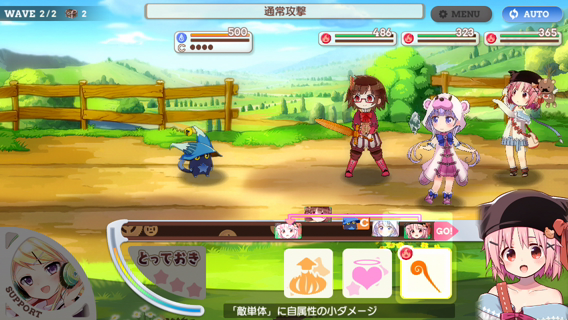 WAVE 2/2 2
通常攻撃
MENU
AUTO
500
C
486
323
365
GO!
SUPPORT
とっておき
「敵単体」に自属性の小ダメージ